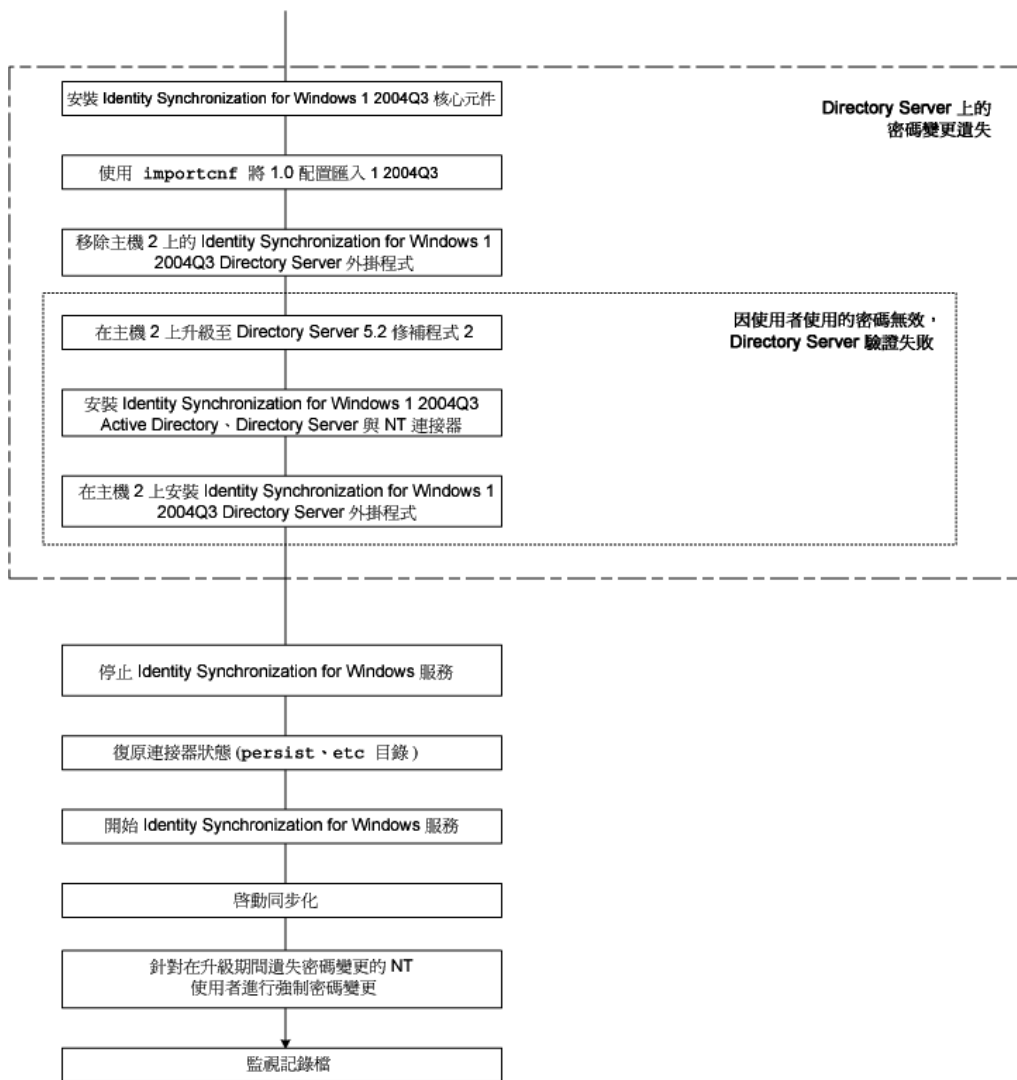 安裝 Identity Synchronization for Windows 1 2004Q3 核心元件
Directory Server 上的
密碼變更遺失
使用 importcnf 將 1.0 配置匯入 1 2004Q3
移除主機 2 上的 Identity Synchronization for Windows 1
2004Q3 Directory Server 外掛程式
在主機 2 上升級至 Directory Server 5.2 修補程式 2
因使用者使用的密碼無效，
Directory Server 驗證失敗
安裝 Identity Synchronization for Windows 1 2004Q3
Active Directory、Directory Server 與 NT 連接器
在主機 2 上安裝 Identity Synchronization for Windows 1
2004Q3 Directory Server 外掛程式
停止 Identity Synchronization for Windows 服務
復原連接器狀態 (persist、etc 目錄)
開始 Identity Synchronization for Windows 服務
啓動同步化
針對在升級期間遺失密碼變更的 NT
使用者進行強制密碼變更
監視記錄檔